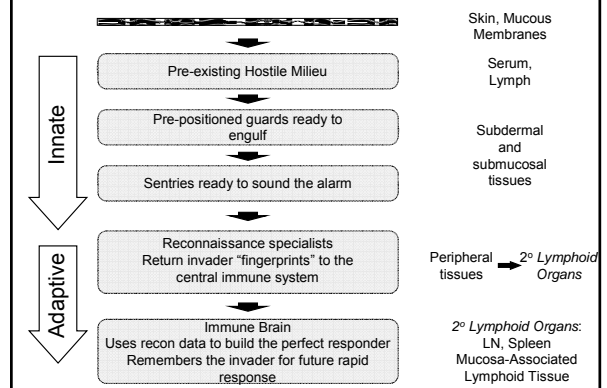 Skin, Mucous
Membranes
Pre-existing Hostile Milieu
Serum,
Lymph
Pre-positioned guards ready to
engulf
Subdermal
and
submucosal
tissues
Sentries ready to sound the alarm
Innate
Reconnaissance specialists
Return invader “fingerprints” to the
central immune system
Peripheral
tissues
2o Lymphoid
Organs
Adaptive
Immune Brain
Uses recon data to build the perfect responder
Remembers the invader for future rapid
response
2o Lymphoid Organs:
LN, Spleen
Mucosa-Associated
Lymphoid Tissue